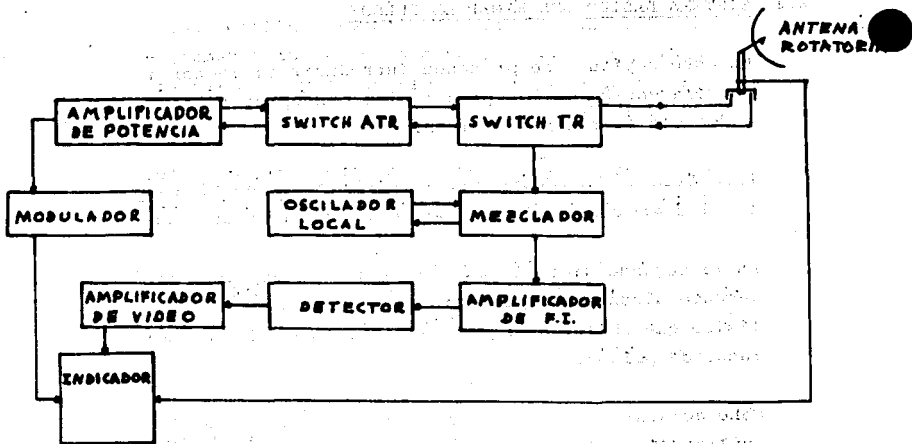 ANTENA
ROTATORIA
AMPLIFICADOR
DE POTENCIA
SWITCH ATR
SWITCH TR
MODULADOR
OSCILADOR
LOCAL
MEZCLADOR
AMPLIFICADOR
DE VIDEO
DETECTOR
AMPLIFICADOR
DE F.I.
INDICADOR